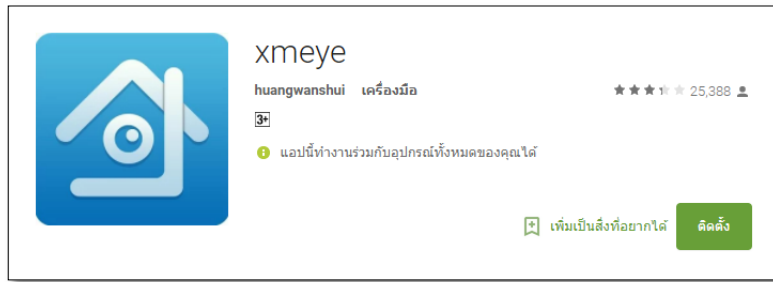 xmeye
huangwanshui เครื่องมือ 25,388
3+
แอปนี้ทำงานร่วมกับอุปกรณ์ทั้งหมดของคุณได้
เพิ่มเป็นสิ่งที่อยากได้ ติดตั้ง